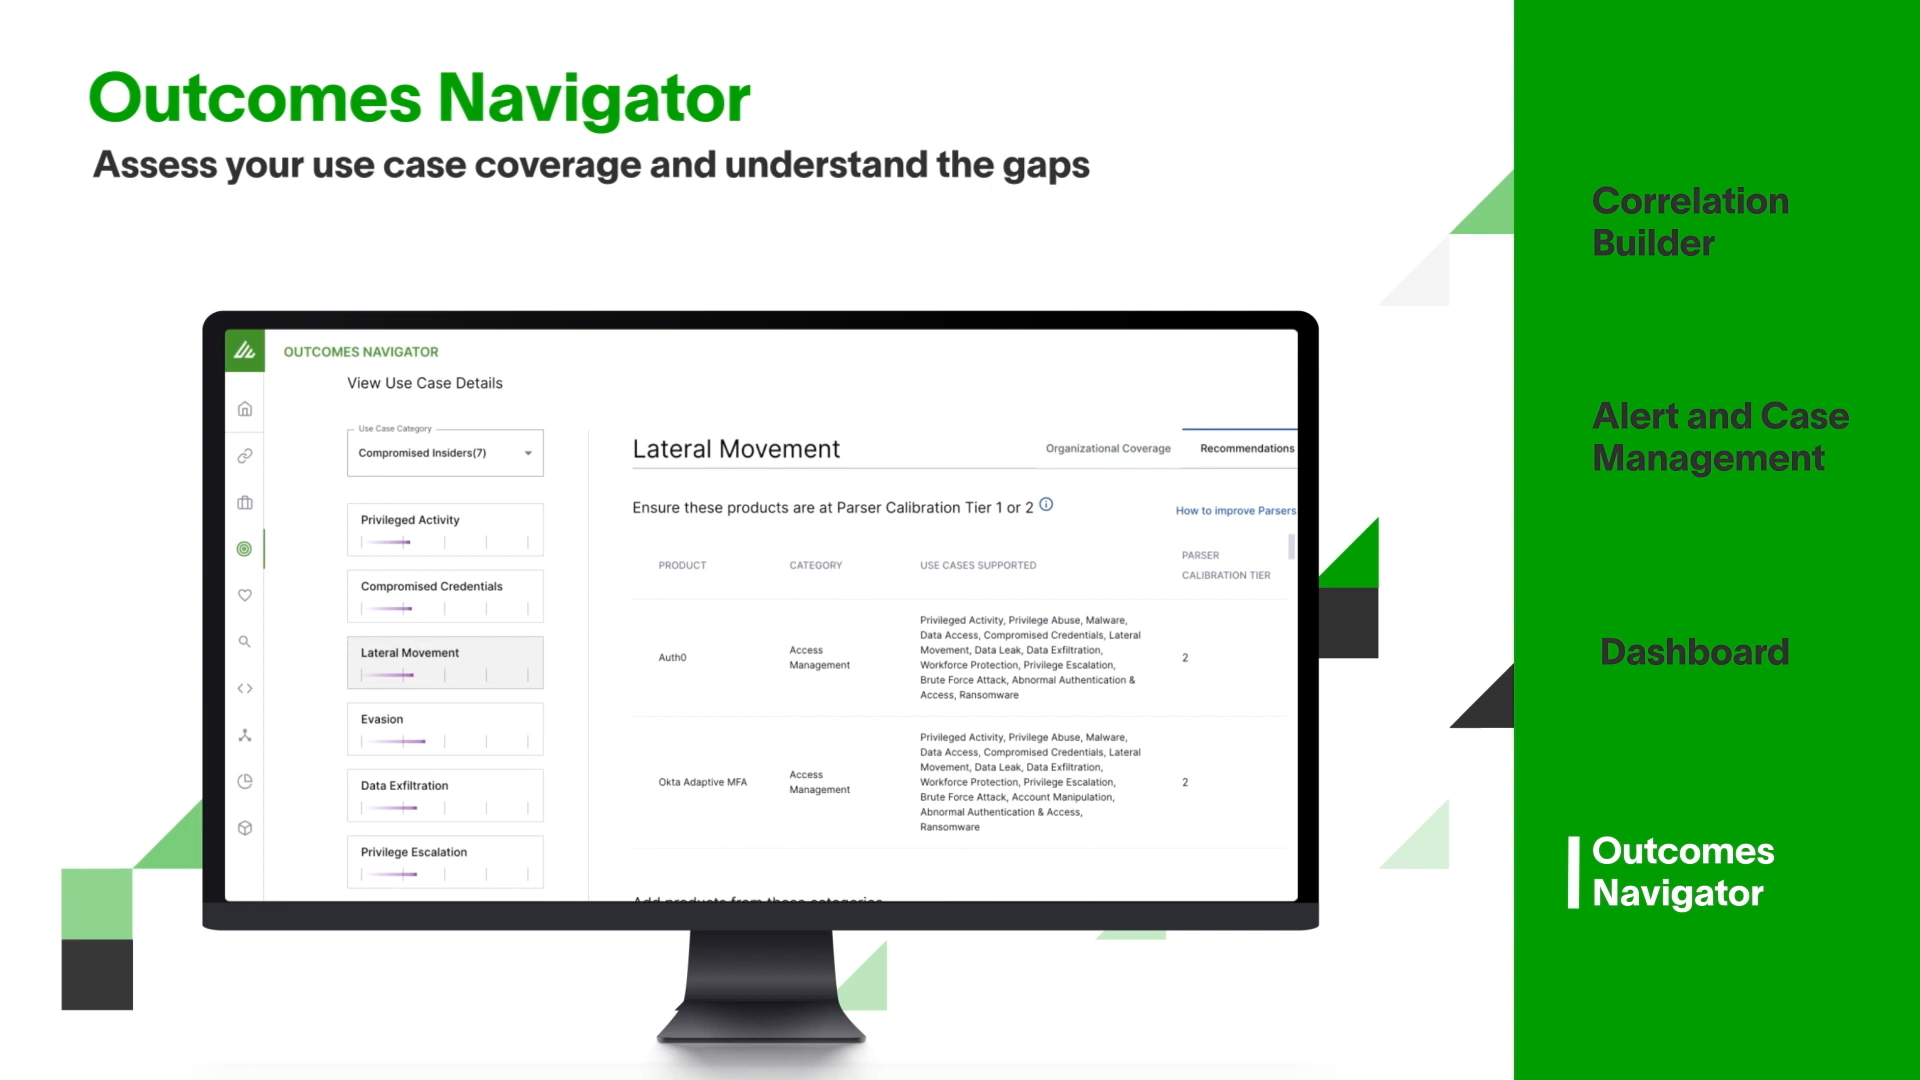 Outcomes Navigator
Assess your use case coverage and understand the gaps
OUTCOMES NAVIGATOR
View Use Case Details
Use Case Category
Compromised Insiders(7)
Privileged Activity
Compromised Credentials
Lateral Movement
Evasion
Data Exfiltration
Privilege Escalation
Lateral Movement
Organizational Coverage
Recommendations
Ensure these products are at Parser Calibration Tier 1 or 2
How to improve Parsers
PRODUCT
CATEGORY
USE CASES SUPPORTED
PARSER
CALIBRATION TIER
Auth0
Access
Management
Privileged Activity, Privilege Abuse, Malware,
Data Access, Compromised Credentials, Lateral
Movement, Data Leak, Data Exfiltration,
Workforce Protection, Privilege Escalation,
Brute Force Attack, Abnormal Authentication &
Access, Ransomware
2
Okta Adaptive MFA
Access
Management
Privileged Activity, Privilege Abuse, Malware,
Data Access, Compromised Credentials, Lateral
Movement, Data Leak, Data Exfiltration,
Workforce Protection, Privilege Escalation,
Brute Force Attack, Account Manipulation,
Abnormal Authentication & Access,
Ransomware
2
Add products from these categories
Correlation
Builder
Alert and Case
Management
Dashboard
Outcomes
Navigator